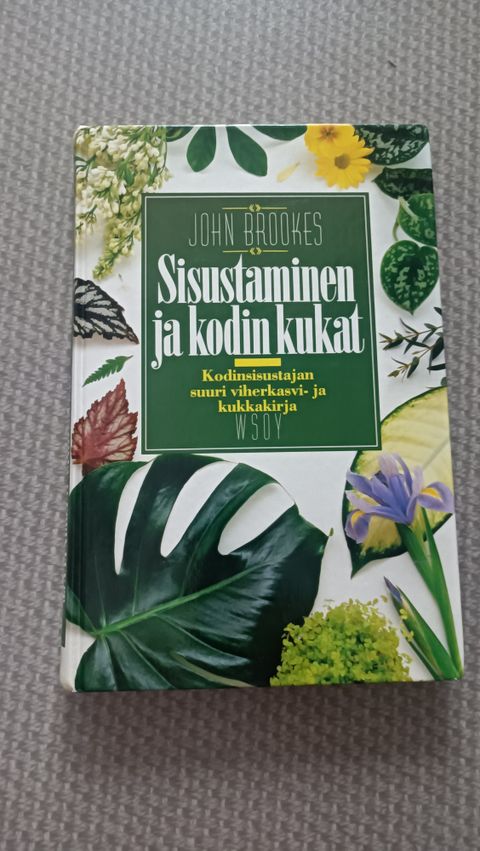 JOHN BROOKES
Sisustaminen
ja kodin kukat
Kodinsisustajan
suuri viherkasvi- ja
kukkakirja
WSOY